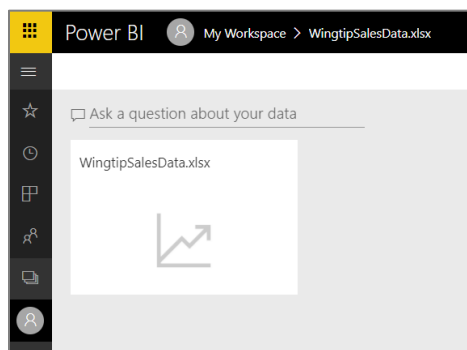 Power BI My Workspace > WingtipSalesData.xlsx
Ask a question about your data
WingtipSalesData.xlsx